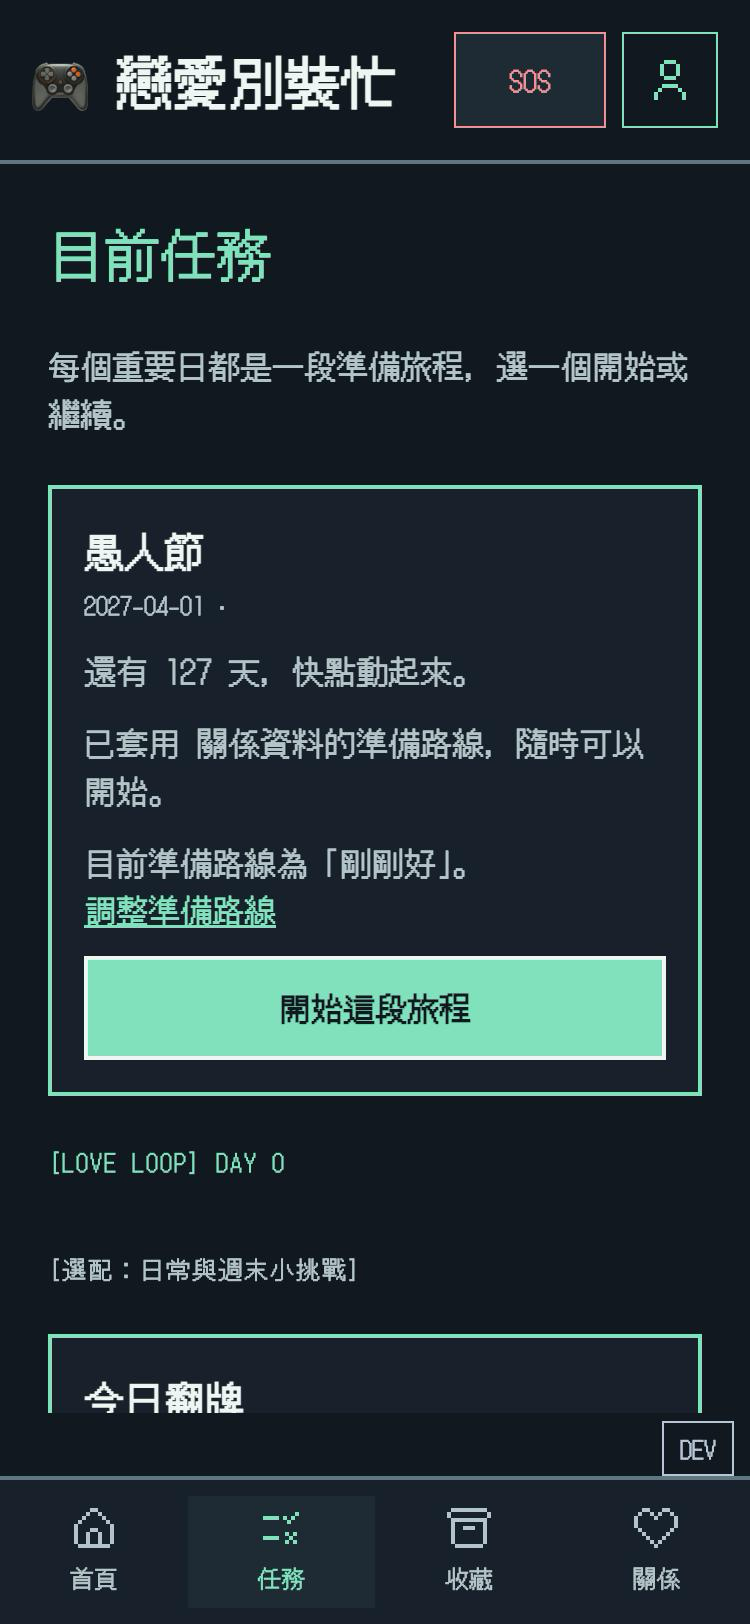 戀愛別裝忙
SOS
目前任務
每個重要日都是一段準備旅程，選一個開始或
繼續。
愚人節
2027-04-01 ·
還有 127 天，快點動起來。
已套用 關係資料的準備路線，隨時可以
開始。
目前準備路線為「剛剛好」。
調整準備路線
開始這段旅程
[LOVE LOOP] DAY 0
[選配：日常與週末小挑戰]
今日翻牌
DEV
首頁
任務
收藏
關係